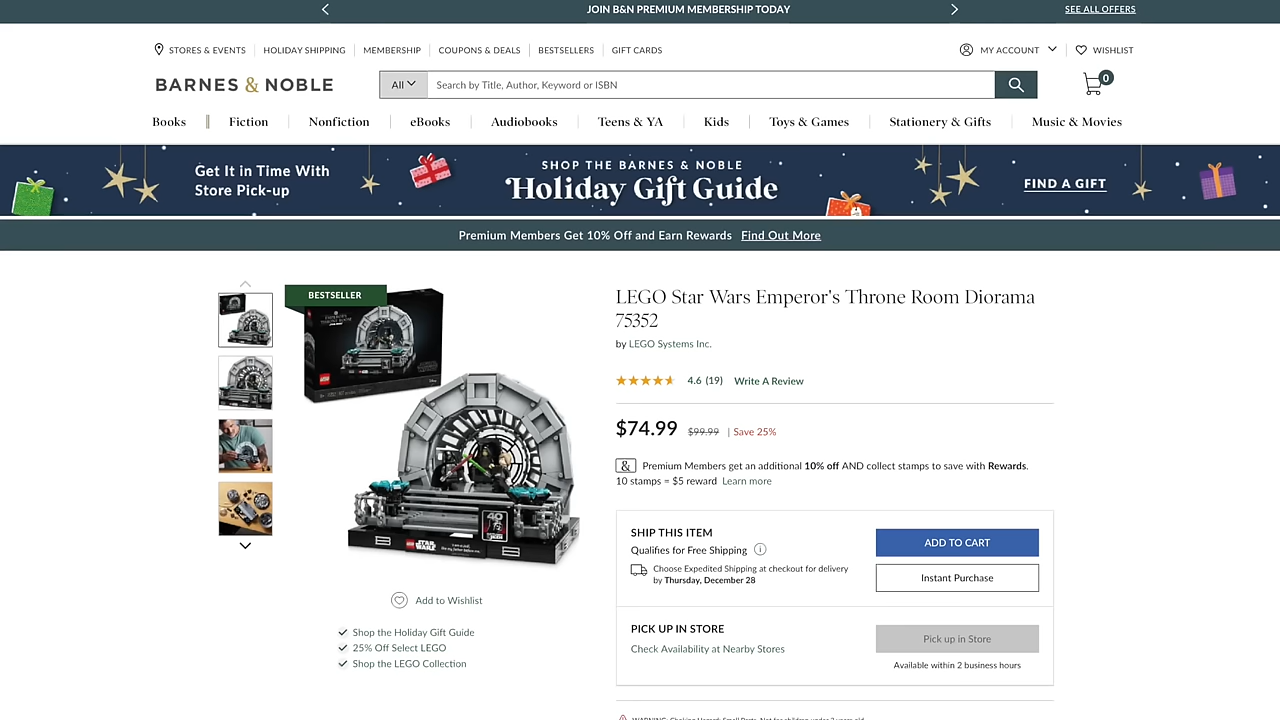 JOIN B&N PREMIUM MEMBERSHIP TODAY
SEE ALL OFFERS
STORES & EVENTS
HOLIDAY SHIPPING
MEMBERSHIP
COUPONS & DEALS
BESTSELLERS
GIFT CARDS
MY ACCOUNT
WISHLIST
BARNES & NOBLE
All
Search by Title, Author, Keyword or ISBN
0
Books
Fiction
Nonfiction
eBooks
Audiobooks
Teens & YA
Kids
Toys & Games
Stationery & Gifts
Music & Movies
Get It in Time With
Store Pick-up
SHOP THE BARNES & NOBLE
Holiday Gift Guide
FIND A GIFT
Premium Members Get 10% Off and Earn Rewards Find Out More
BESTSELLER
EMPEROR'S
THRONE ROOM
LEGO
STAR
WARS
40
LEGO Star Wars Emperor's Throne Room Diorama
75352
by LEGO Systems Inc.
4.6 (19) Write A Review
$74.99 $99.99 | Save 25%
& Premium Members get an additional 10% off AND collect stamps to save with Rewards.
10 stamps = $5 reward Learn more
SHIP THIS ITEM
Qualifies for Free Shipping
Choose Expedited Shipping at checkout for delivery
by Thursday, December 28
ADD TO CART
Instant Purchase
PICK UP IN STORE
Check Availability at Nearby Stores
Pick up in Store
Available within 2 business hours
Add to Wishlist
Shop the Holiday Gift Guide
25% Off Select LEGO
Shop the LEGO Collection